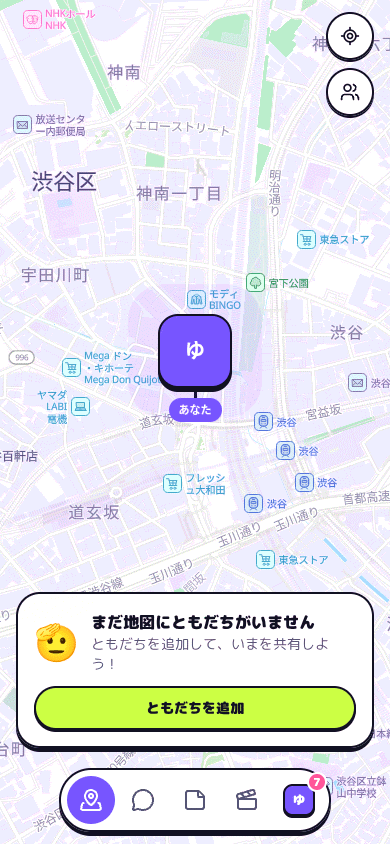 NHKホール
NHK
神南
放送センタ
ー内郵便局
人エローストリート
渋谷区
神南一丁目
明治通り
東急ストア
宇田川町
宮下公園
モディ
BINGO
渋谷
ゆ
996
Mega ドン
・キホーテ
Mega Don Quijot
渋谷
ヤマダ
LABI
あなた
道玄坂
宮益坂
渋谷
百軒店
渋谷
フレッシ
ュ大和田
渋谷
渋谷
首都高速
道玄坂
玉川通り
玉川通り
玉川通り
東急ストア
渋谷線
まだ地図にともだちがいません
ともだちを追加して、いまを共有しよ
う！
ともだちを追加
台町
7
ゆ
渋谷区立鉢
山中学校